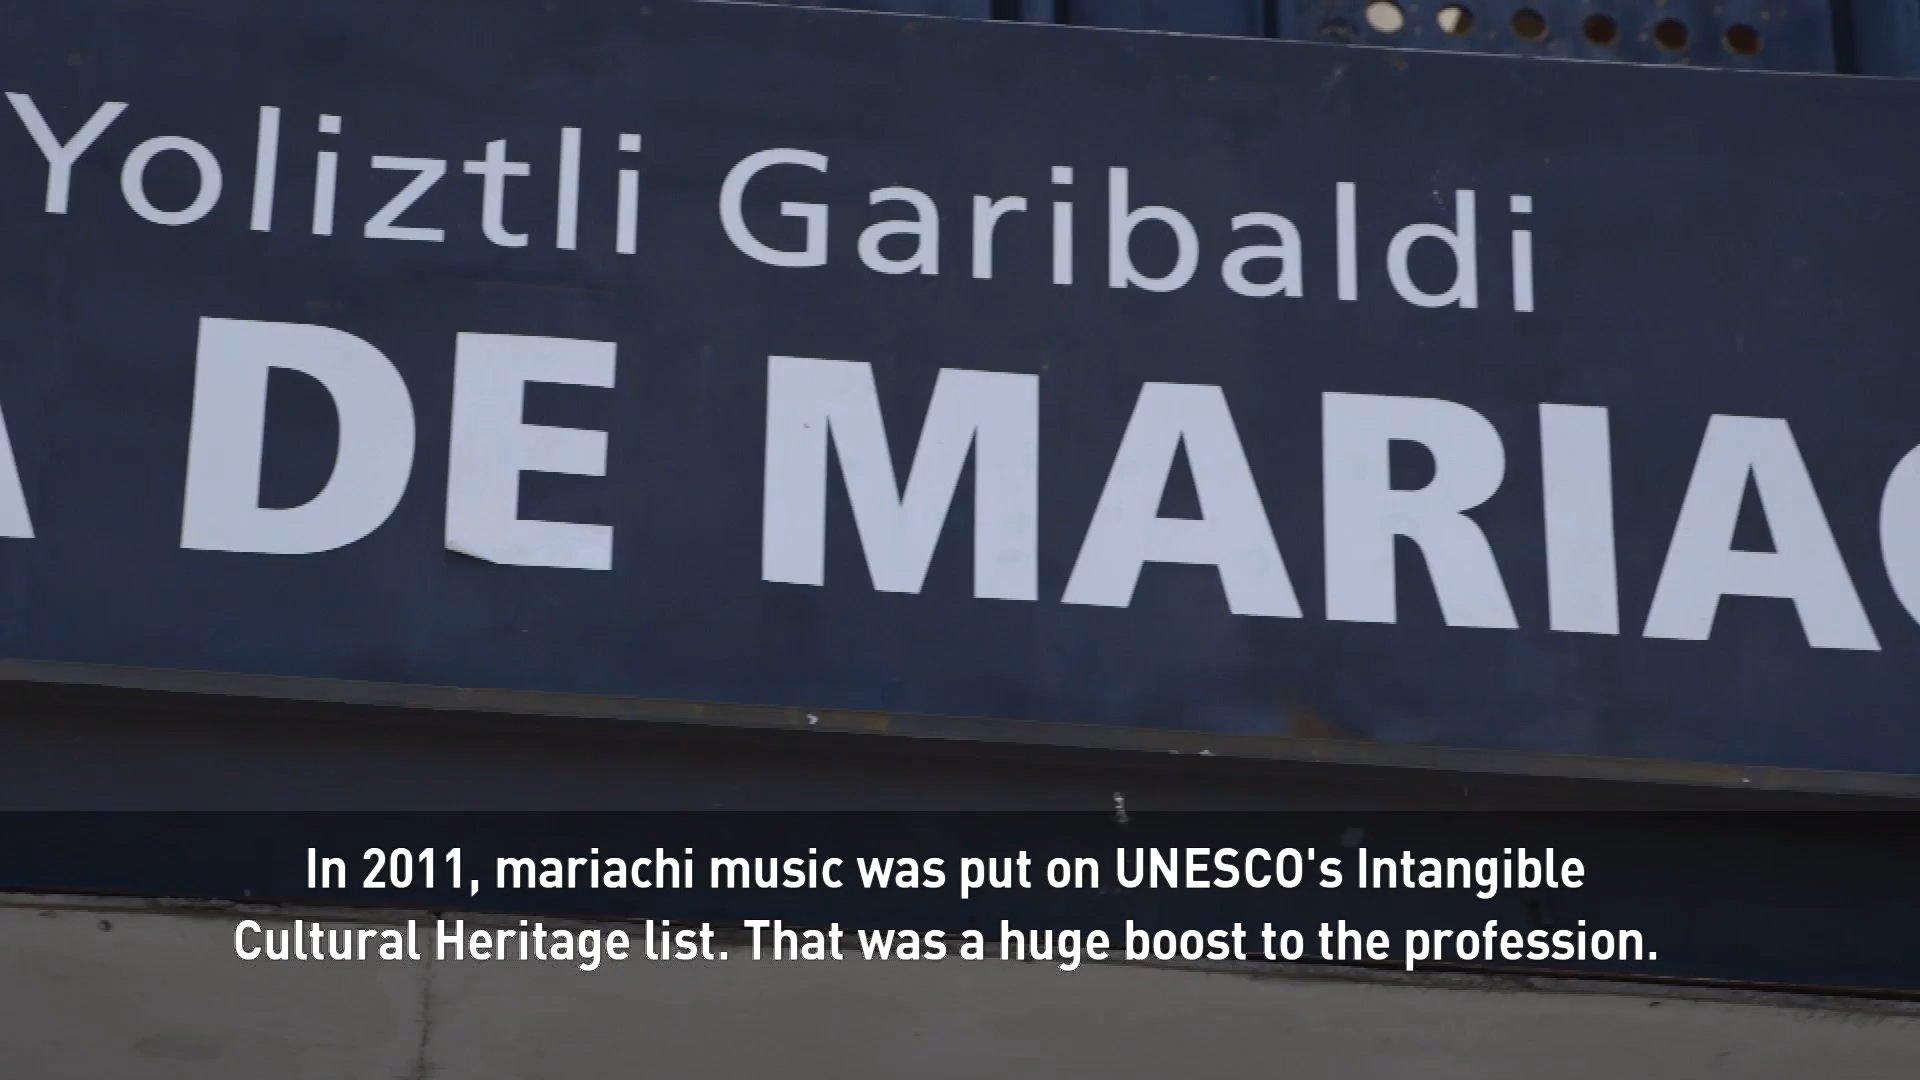 Yoliztli Garibaldi
DE MARIAC
In 2011, mariachi music was put on UNESCO's Intangible
Cultural Heritage list. That was a huge boost to the profession.